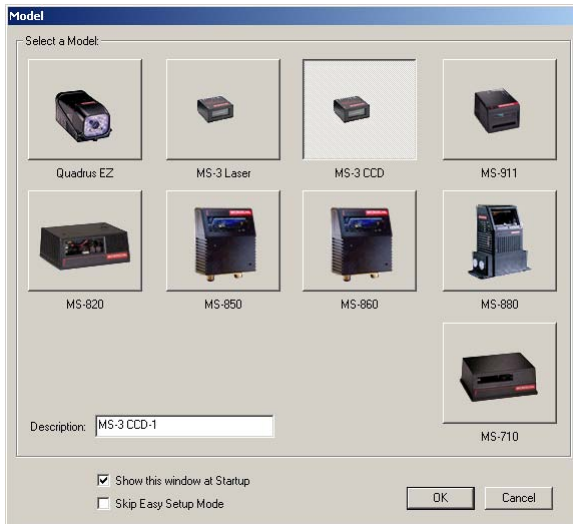 Model
Select a Model:
Quadrus EZ
MS-3 Laser
MS-3 CCD
MS-911
MS-820
MS-850
MS-860
MS-880
MS-710
Description: MS-3 CCD-1
Show this window at Startup
Skip Easy Setup Mode
OK
Cancel